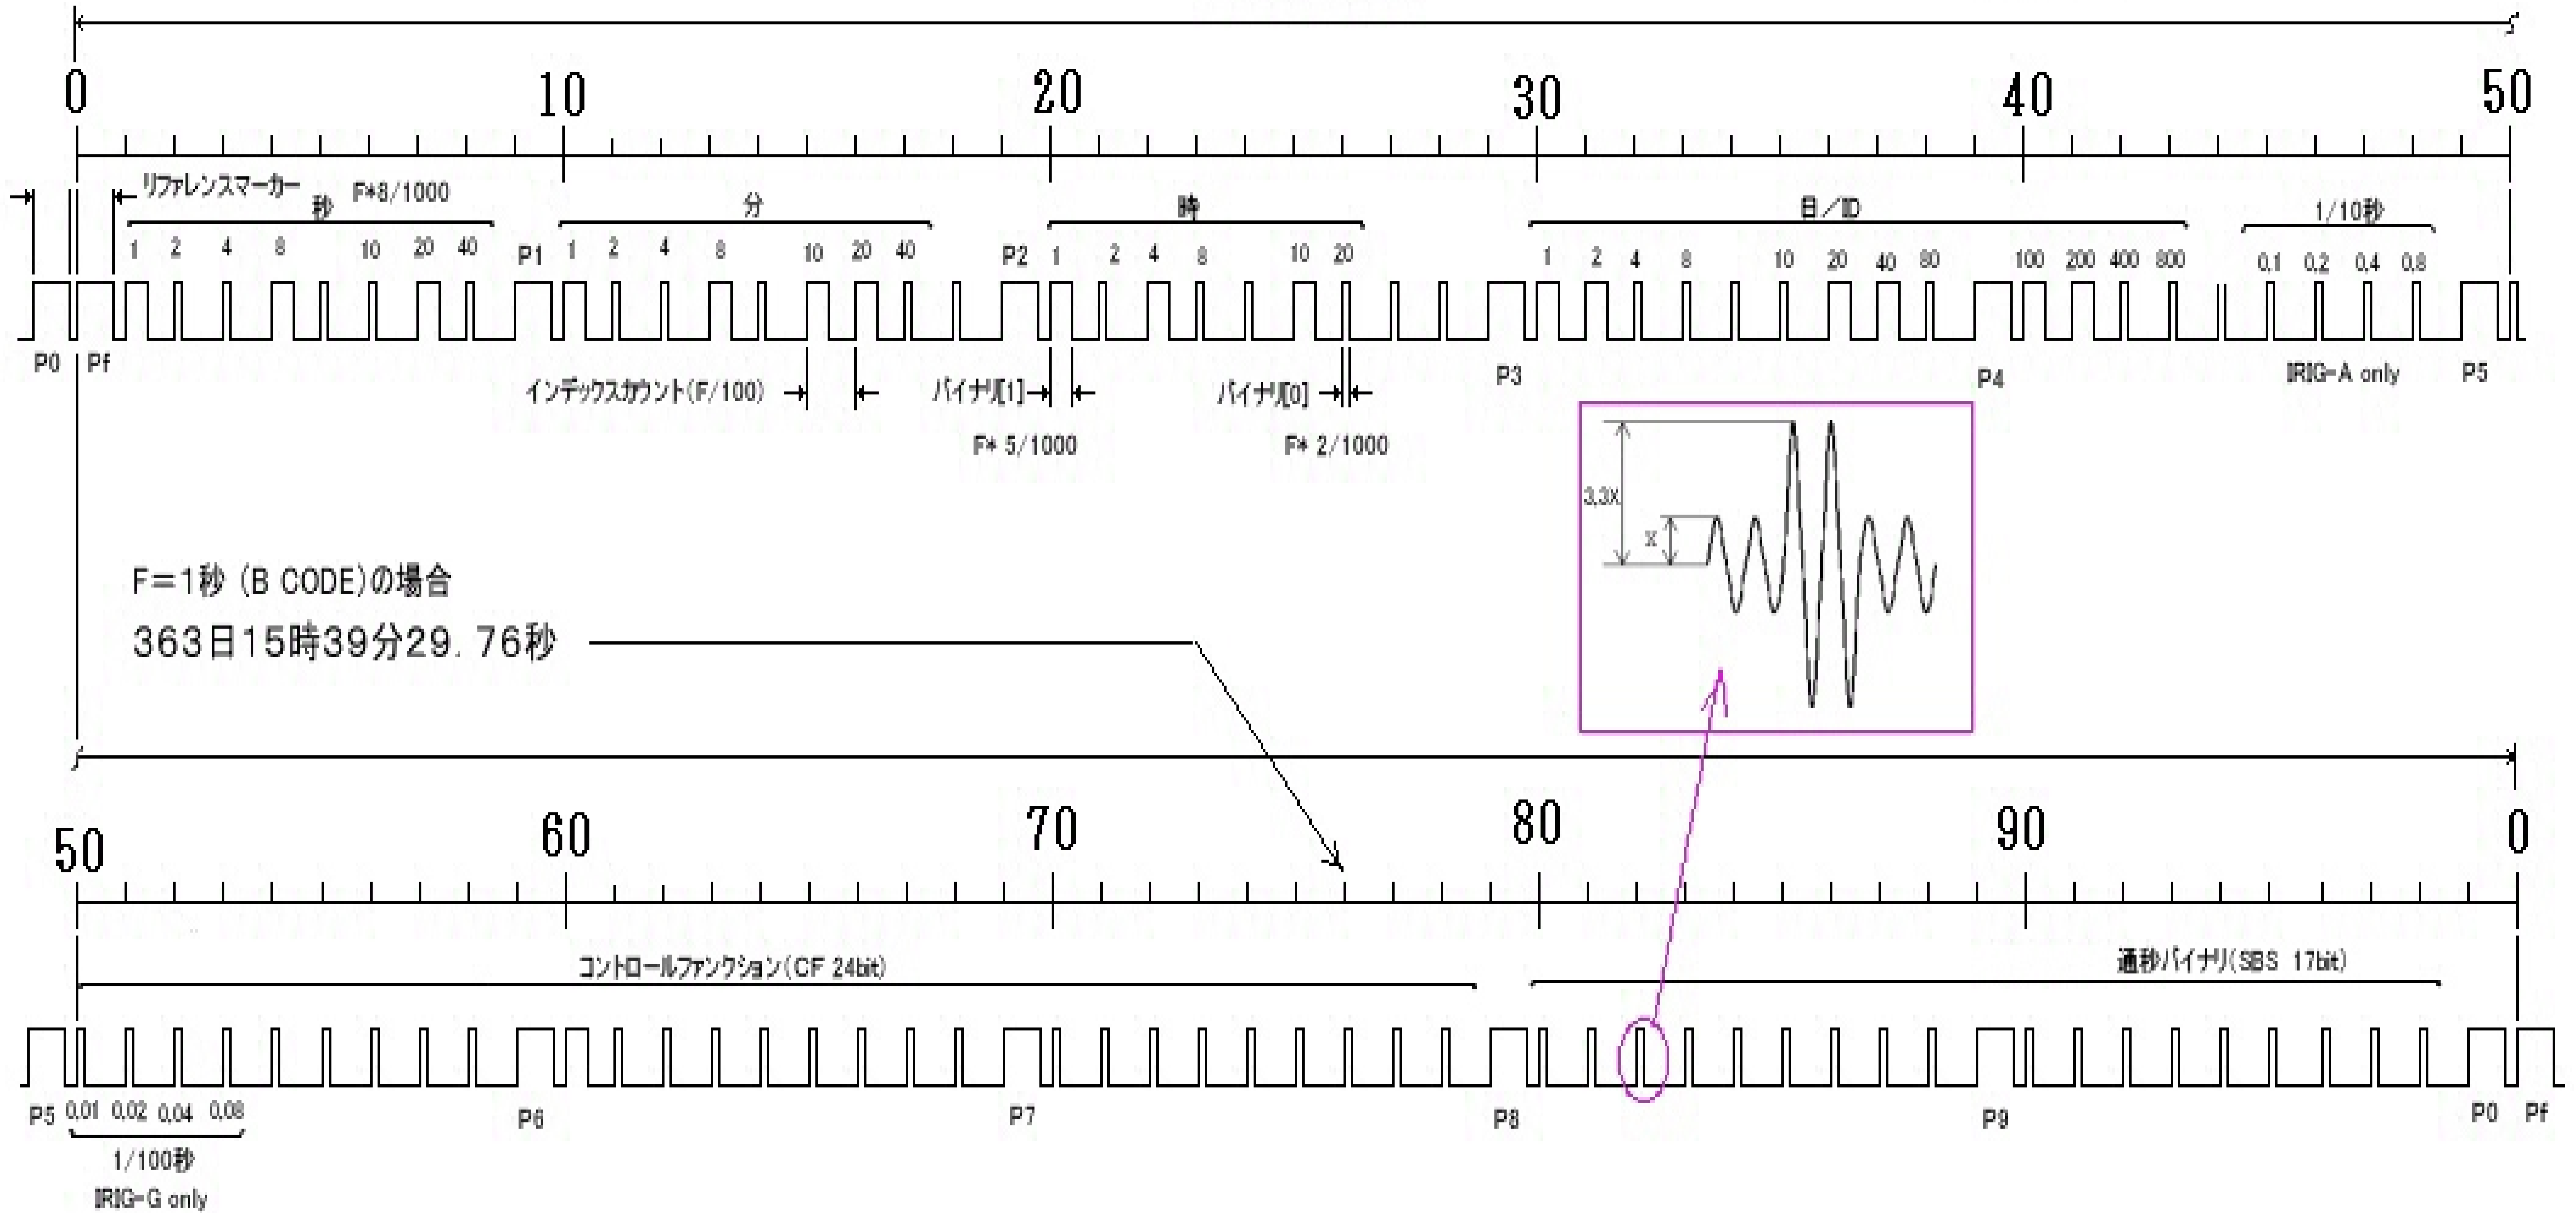 0 10 20 30 40 50
リファレンスマーカー F*8/1000
秒 分 時 日/ID 1/10秒
1 2 4 8 10 20 40 P1 1 2 4 8 10 20 40 P2 1 2 4 8 10 20 1 2 4 8 10 20 40 80 100 200 400 800 0.1 0.2 0.4 0.8
P0 Pf P3 P4 IRIG-A only P5
インデックスカウント(F/100) バイナリ[1] バイナリ[0]
F* 5/1000 F* 2/1000
3.3X
X
F=1秒 (B CODE)の場合
363日15時39分29.76秒
50 60 70 80 90 0
コントロールファンクション(CF 24bit) 通秒バイナリ(SBS 17bit)
P5 0.01 0.02 0.04 0.08 P6 P7 P8 P9 P0 Pf
1/100秒
IRIG-G only